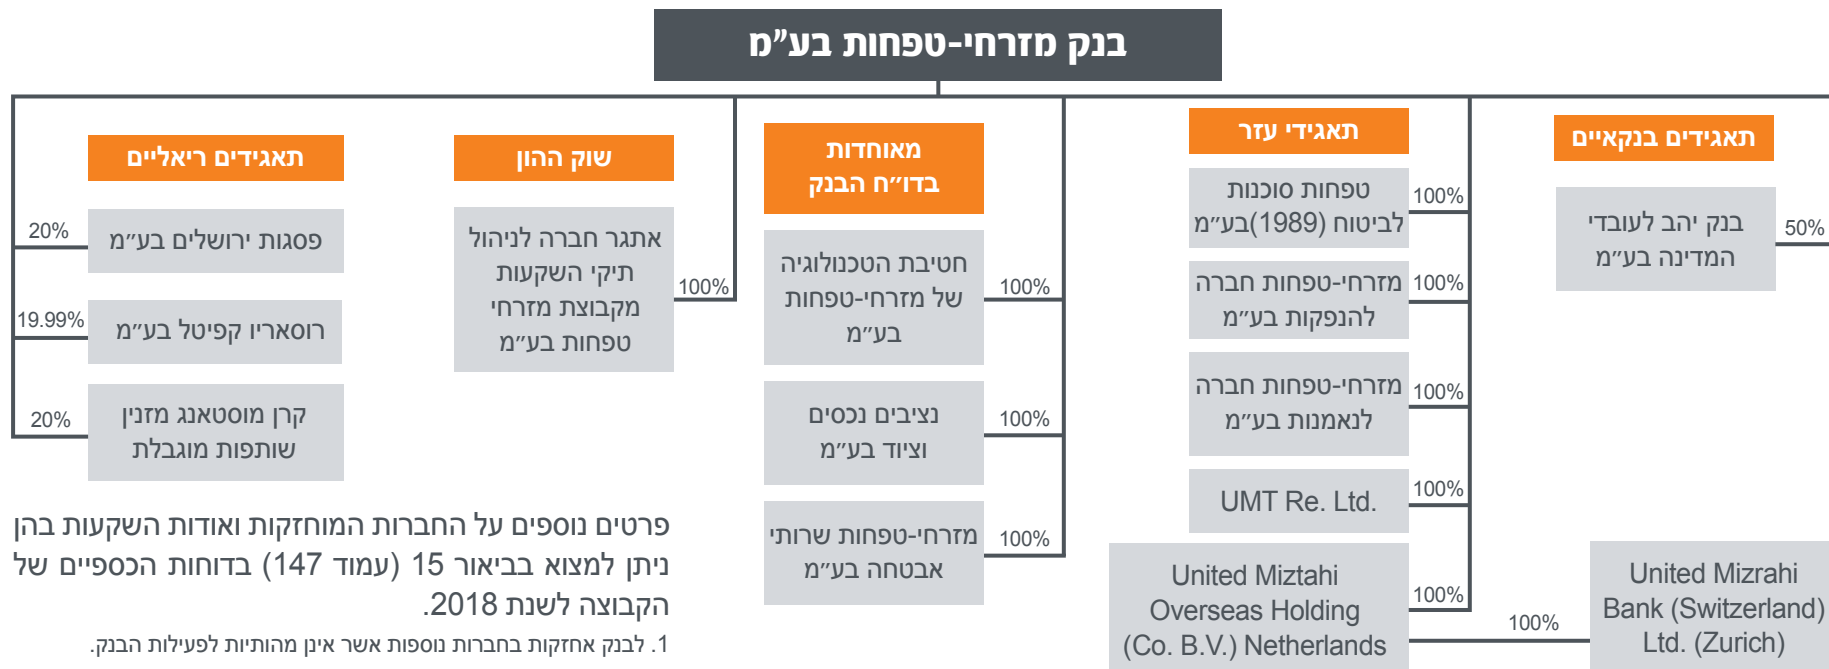 בנק מזרחי-טפחות בע״מ
תאגידים בנקאיים
בנק יהב לעובדי
המדינה בע״מ
50%
תאגידי עזר
טפחות סוכנות
לביטוח (1989)בע״מ
100%
מזרחי-טפחות חברה
להנפקות בע״מ
100%
מזרחי-טפחות חברה
לנאמנות בע״מ
100%
UMT Re. Ltd.
100%
United Miztahi
Overseas Holding
(Co. B.V.) Netherlands
100%
100%
United Mizrahi
Bank (Switzerland)
Ltd. (Zurich)
מאוחדות
בדו״ח הבנק
חטיבת הטכנולוגיה
של מזרחי-טפחות
בע״מ
100%
נציבים נכסים
וציוד בע״מ
100%
מזרחי-טפחות שרותי
אבטחה בע״מ
100%
שוק ההון
אתגר חברה לניהול
תיקי השקעות
מקבוצת מזרחי
טפחות בע״מ
100%
תאגידים ריאליים
פסגות ירושלים בע״מ
20%
רוסאריו קפיטל בע״מ
19.99%
קרן מוסטאנג מזנין
שותפות מוגבלת
20%
פרטים נוספים על החברות המוחזקות ואודות השקעות בהן
ניתן למצוא בביאור 15 (עמוד 147) בדוחות הכספיים של
הקבוצה לשנת 2018.
1. לבנק אחזקות בחברות נוספות אשר אינן מהותיות לפעילות הבנק.